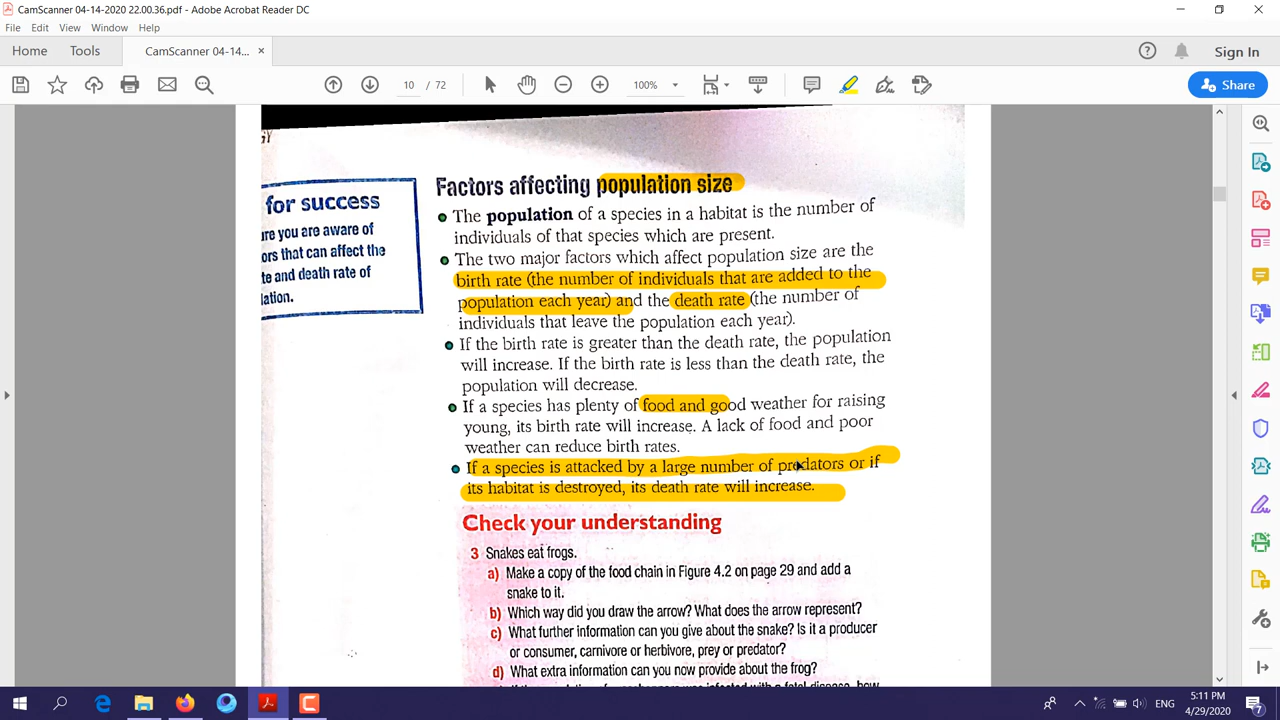 CamScanner 04-14-2020 22.00.36.pdf - Adobe Acrobat Reader DC
File Edit View Window Help
Home Tools CamScanner 04-14... ×
Sign In
10 / 72
100%
Share
GY
for success
ure you are aware of
ors that can affect the
te and death rate of
lation.
Factors affecting population size
The population of a species in a habitat is the number of
individuals of that species which are present.
The two major factors which affect population size are the
birth rate (the number of individuals that are added to the
population each year) and the death rate (the number of
individuals that leave the population each year).
If the birth rate is greater than the death rate, the population
will increase. If the birth rate is less than the death rate, the
population will decrease.
If a species has plenty of food and good weather for raising
young, its birth rate will increase. A lack of food and poor
weather can reduce birth rates.
If a species is attacked by a large number of predators or if
its habitat is destroyed, its death rate will increase.
Check your understanding
3 Snakes eat frogs.
a) Make a copy of the food chain in Figure 4.2 on page 29 and add a
snake to it.
b) Which way did you draw the arrow? What does the arrow represent?
c) What further information can you give about the snake? Is it a producer
or consumer, carnivore or herbivore, prey or predator?
d) What extra information can you now provide about the frog?
ENG
5:11 PM
4/29/2020
7